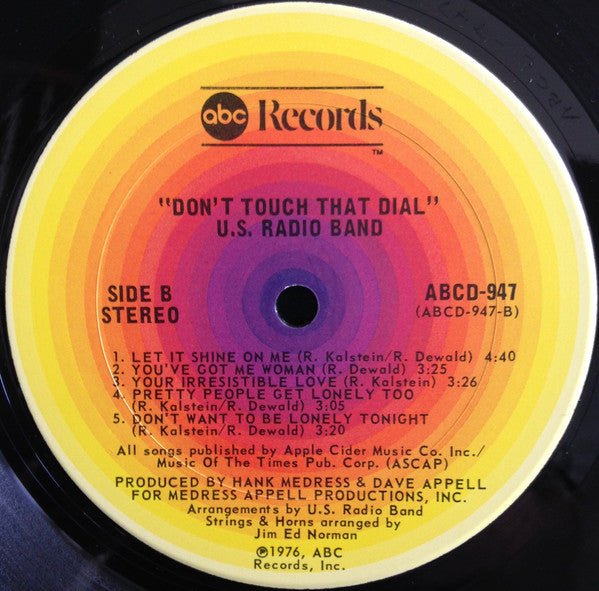 abc Records
™
"DON'T TOUCH THAT DIAL"
U.S. RADIO BAND
SIDE B
STEREO
ABCD-947
(ABCD-947-B)
1. LET IT SHINE ON ME (R. Kalstein/R. Dewald) 4:40
2. YOU'VE GOT ME WOMAN (R. Dewald) 3:25
3. YOUR IRRESISTIBLE LOVE (R. Kalstein) 3:26
4. PRETTY PEOPLE GET LONELY TOO
(R. Kalstein/R. Dewald) 3:05
5. DON'T WANT TO BE LONELY TONIGHT
(R. Kalstein/R. Dewald) 3:20
All songs published by Apple Cider Music Co. Inc./
Music Of The Times Pub. Corp. (ASCAP)
PRODUCED BY HANK MEDRESS & DAVE APPELL
FOR MEDRESS APPELL PRODUCTIONS, INC.
Arrangements by U.S. Radio Band
Strings & Horns arranged by
Jim Ed Norman
℗1976, ABC
Records, Inc.